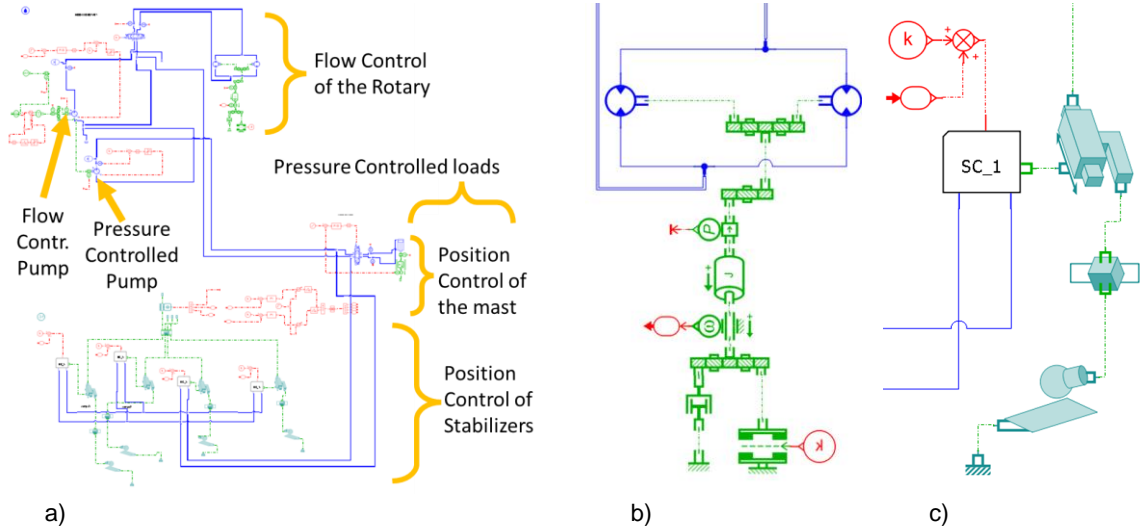 Flow Control
of the Rotary
Pressure Controlled loads
Flow
Contr.
Pump
Pressure
Controlled
Pump
Position
Control of
the mast
Position
Control of
Stabilizers
k
SC_1
+
+
P
J
+
ω
+
k
a)
b)
c)